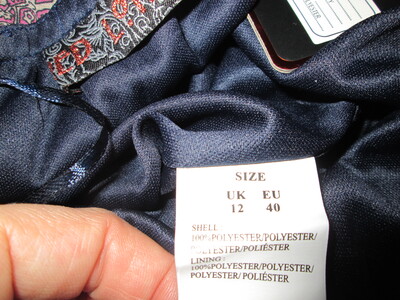 SIZE
UK EU
12 40
SHELL
100%POLYESTER/POLYESTER/
POLYESTER/POLIÉSTER
LINING:
100%POLYESTER/POLYESTER/
POLYESTER/ POLIÉSTER